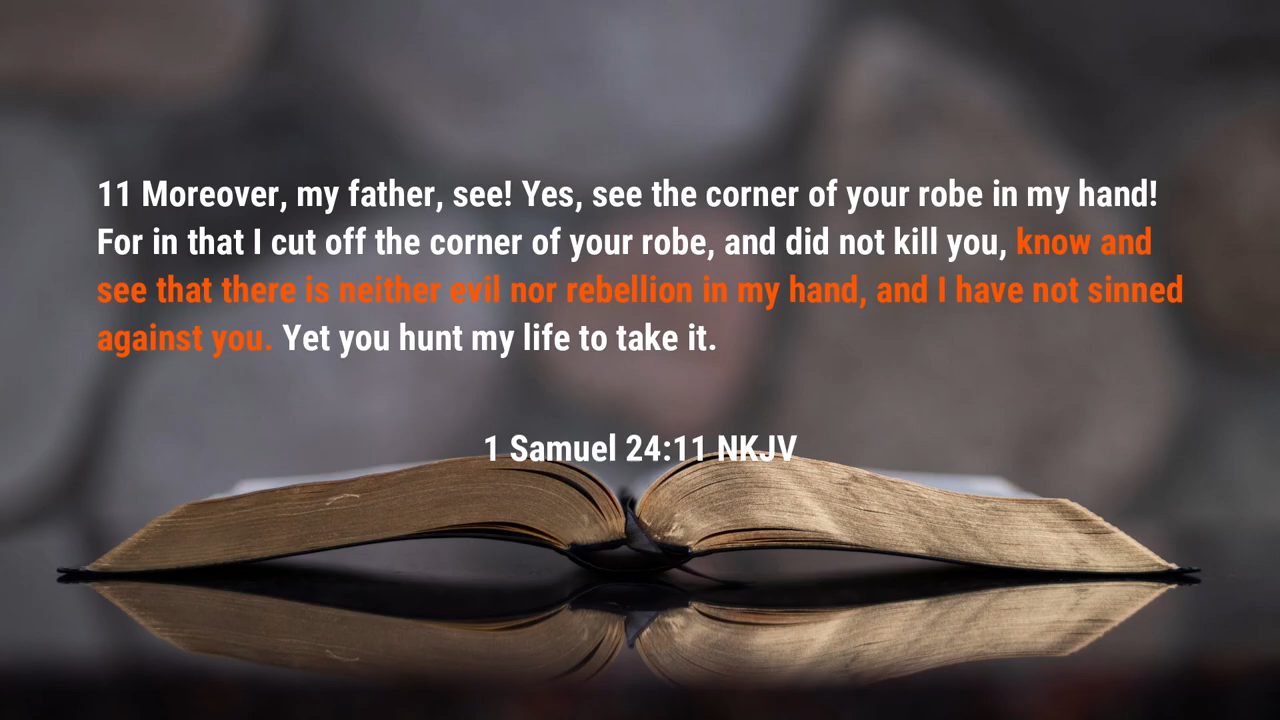 11 Moreover, my father, see! Yes, see the corner of your robe in my hand!
For in that I cut off the corner of your robe, and did not kill you, know and
see that there is neither evil nor rebellion in my hand, and I have not sinned
against you. Yet you hunt my life to take it.
1 Samuel 24:11 NKJV